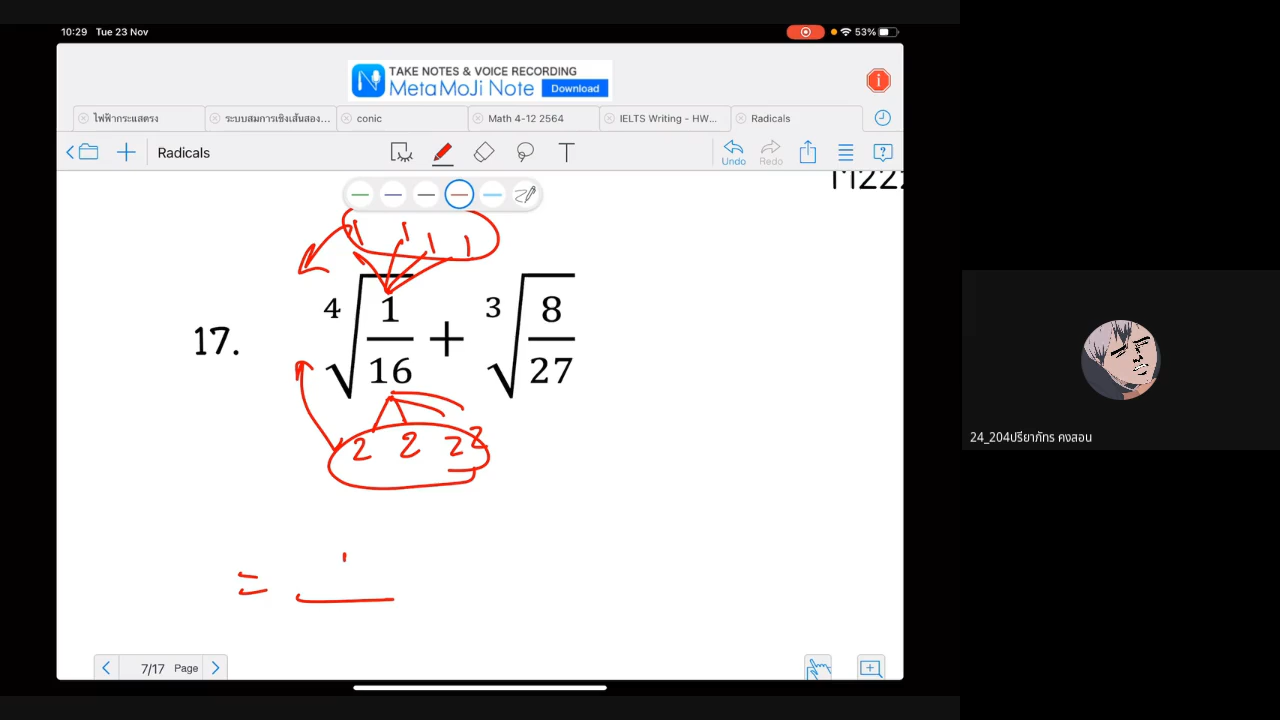 10:29 Tue 23 Nov 53%
TAKE NOTES & VOICE RECORDING
MetaMoJi Note Download
ไฟฟ้ากระแสตรง ระบบสมการเชิงเส้นสอง... conic Math 4-12 2564 IELTS Writing - HW... Radicals
Radicals T Undo Redo
1 1 1 1
17. ⁴√(1/16) + ³√(8/27)
2 2 2 2
=
7/17 Page
24_204ปรียาภัทร คงสอน